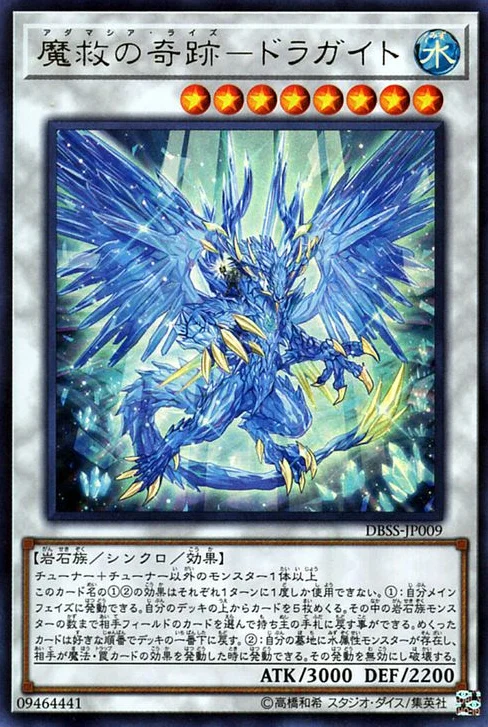 アダマシア・ライズ
魔救の奇跡－ドラガイト
水
DBSS-JP009
【岩石族／シンクロ／効果】
チューナー＋チューナー以外のモンスター１体以上
このカード名の①②の効果はそれぞれ１ターンに１度しか使用できない。①：自分メイン
フェイズに発動できる。自分のデッキの上からカードを５枚めくる。その中の岩石族モンス
ターの数まで相手フィールドのカードを選んで持ち主の手札に戻す事ができる。めくった
カードは好きな順番でデッキの一番下に戻す。②：自分の墓地に水属性モンスターが存在し、
相手が魔法・罠カードの効果を発動した時に発動できる。その発動を無効にし破壊する。
ATK/3000 DEF/2200
09464441
©高橋和希 スタジオ・ダイス/集英社